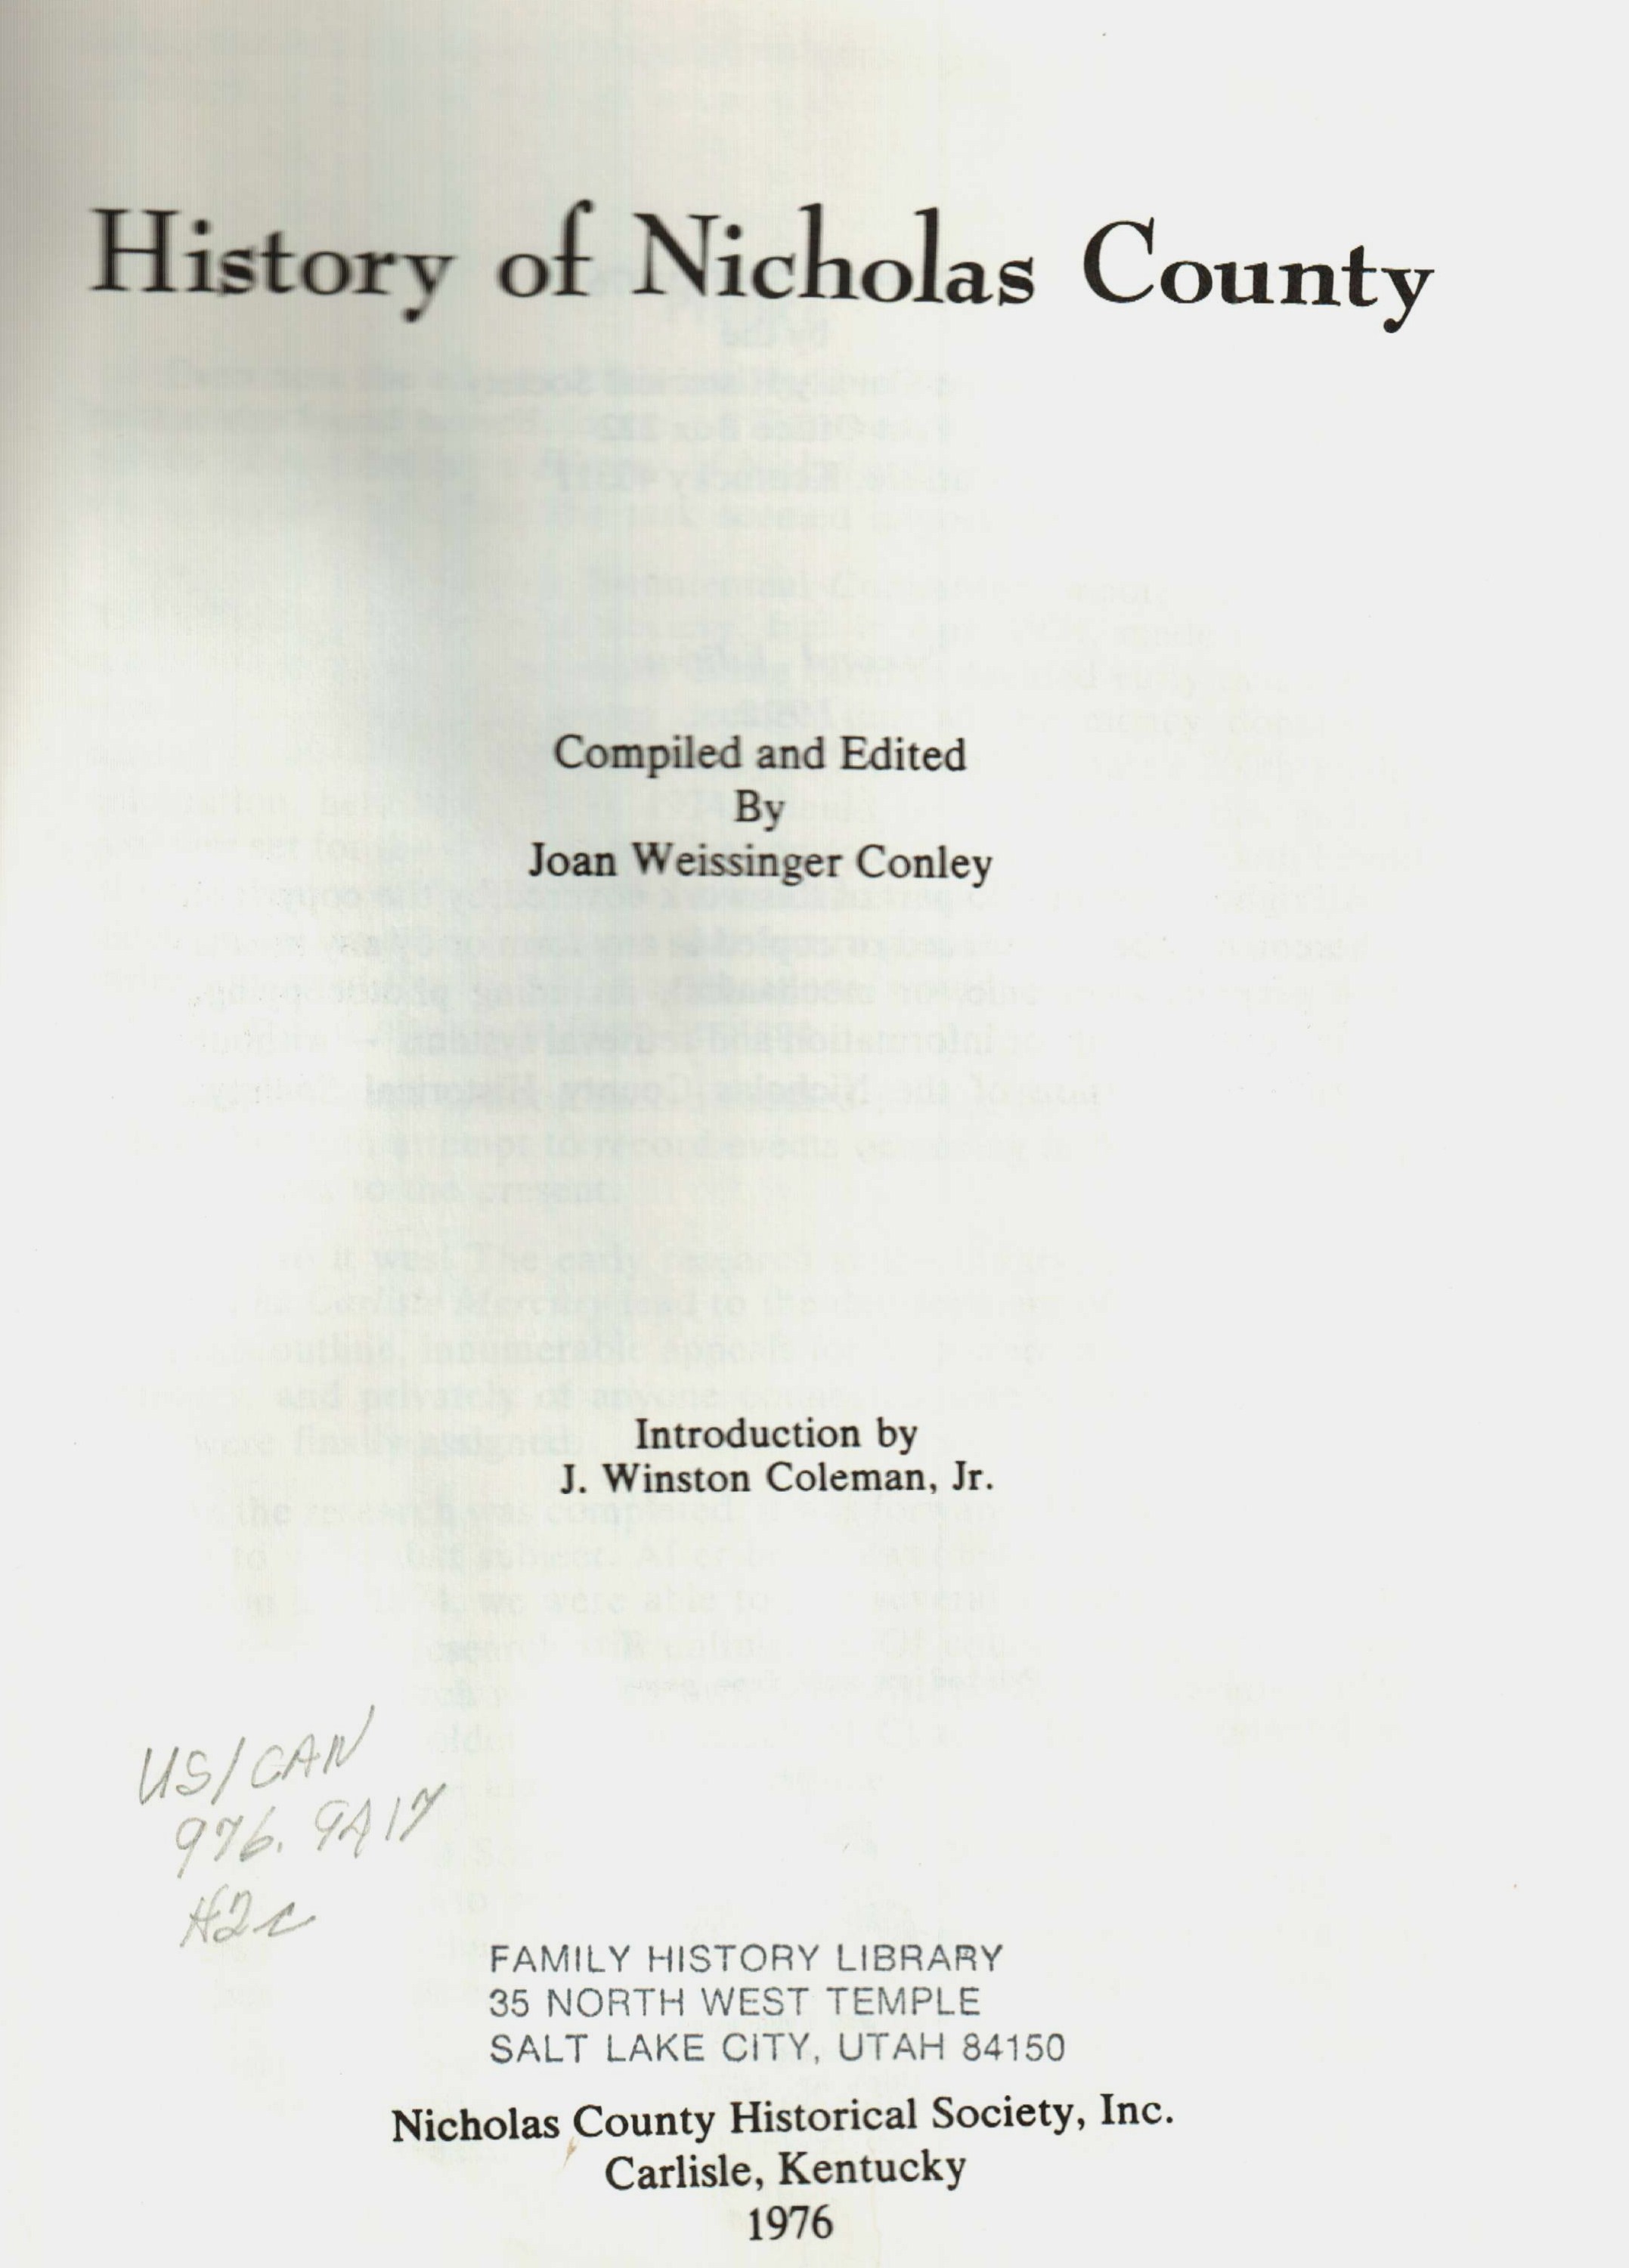 History of Nicholas County
Compiled and Edited
By
Joan Weissinger Conley
Introduction by
J. Winston Coleman, Jr.
US/CAN
976.9417
H2c
FAMILY HISTORY LIBRARY
35 NORTH WEST TEMPLE
SALT LAKE CITY, UTAH 84150
Nicholas County Historical Society, Inc.
Carlisle, Kentucky
1976